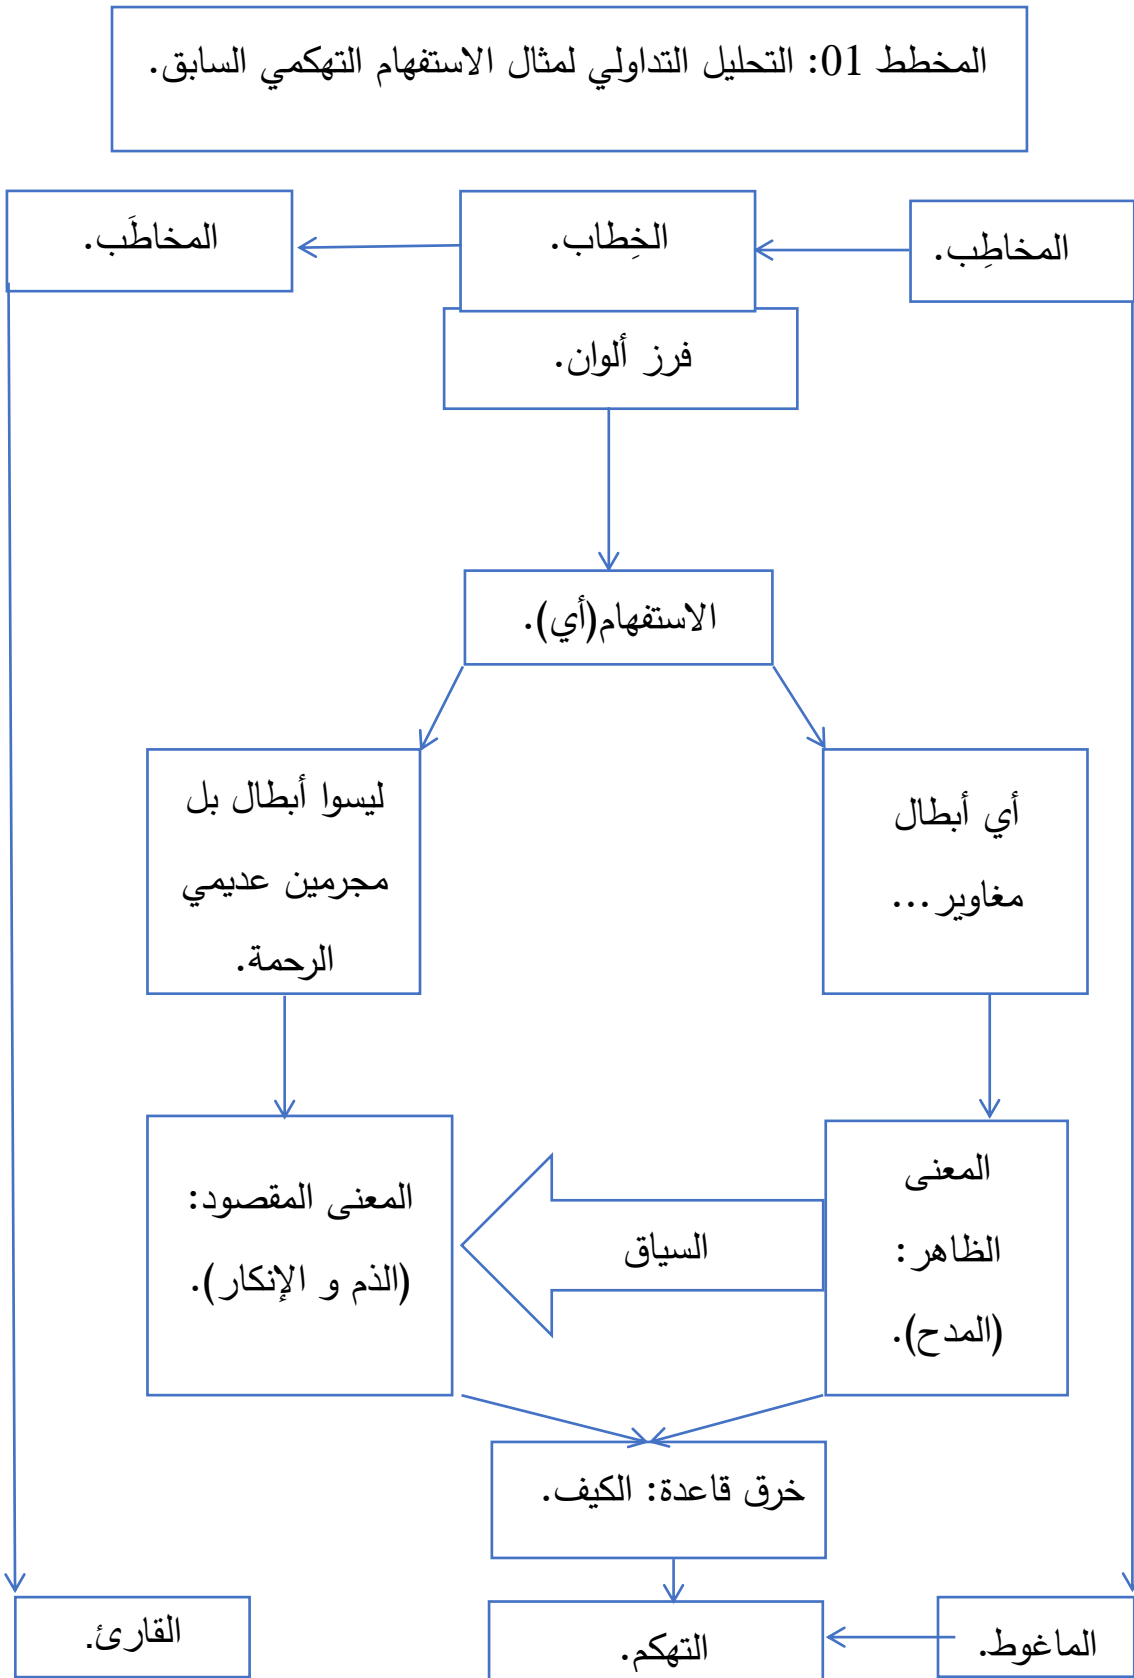 المخطط 01: التحليل التداولي لمثال الاستفهام التهكمي السابق.
المخاطِب.
الخِطاب.
المخاطَب.
فرز ألوان.
الاستفهام(أي).
أي أبطال
مغاوير...
ليسوا أبطال بل
مجرمين عديمي
الرحمة.
المعنى
الظاهر:
(المدح).
السياق
المعنى المقصود:
(الذم و الإنكار).
خرق قاعدة: الكيف.
الماغوط.
التهكم.
القارئ.